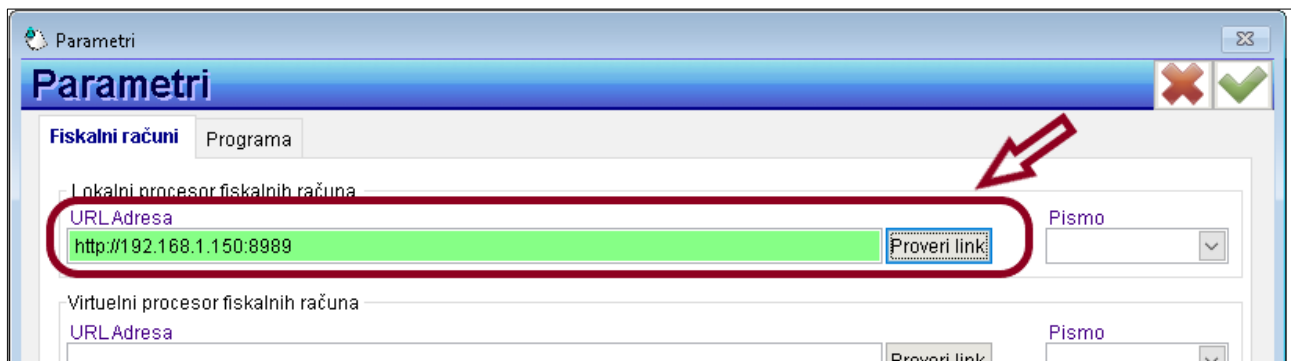 Parametri
Parametri
Fiskalni računi Programa
Lokalni procesor fiskalnih računa
URL Adresa Pismo
http://192.168.1.150:8989 Proveri link
Virtuelni procesor fiskalnih računa
URL Adresa Pismo
Proveri link